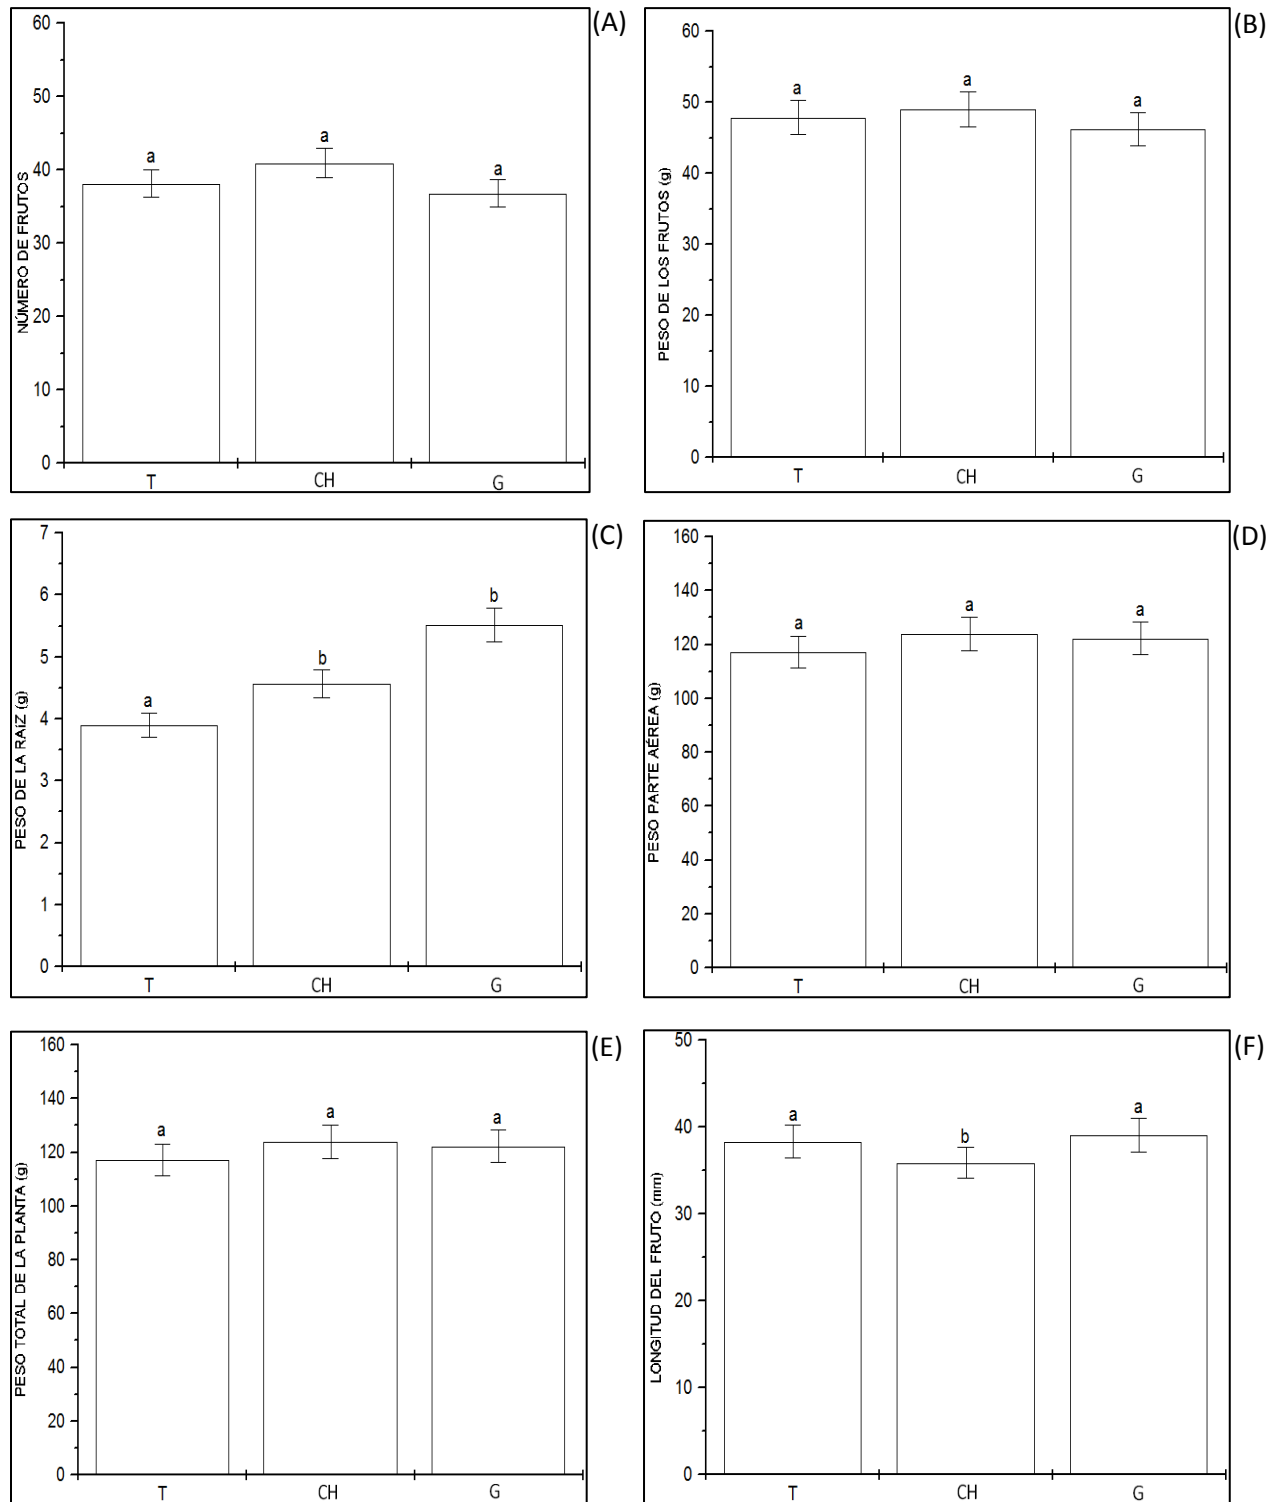 (A)
NÚMERO DE FRUTOS
60
50
40
30
20
10
0
a
a
a
T
CH
G
(B)
PESO DE LOS FRUTOS (g)
60
50
40
30
20
10
0
a
a
a
T
CH
G
(C)
PESO DE LA RAíZ (g)
7
6
5
4
3
2
1
0
a
b
b
T
CH
G
(D)
PESO PARTE AÉREA (g)
160
140
120
100
80
60
40
20
0
a
a
a
T
CH
G
(E)
PESO TOTAL DE LA PLANTA (g)
160
140
120
100
80
60
40
20
0
a
a
a
T
CH
G
(F)
LONGITUD DEL FRUTO (mm)
50
40
30
20
10
0
a
b
a
T
CH
G